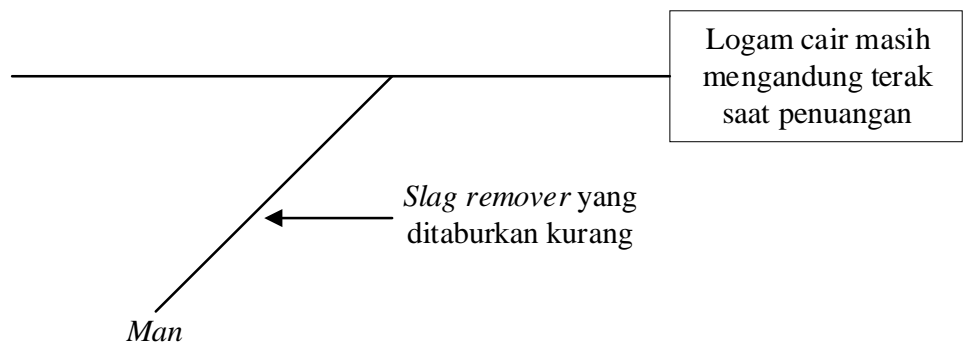 Logam cair masih
mengandung terak
saat penuangan
Slag remover yang
ditaburkan kurang
Man